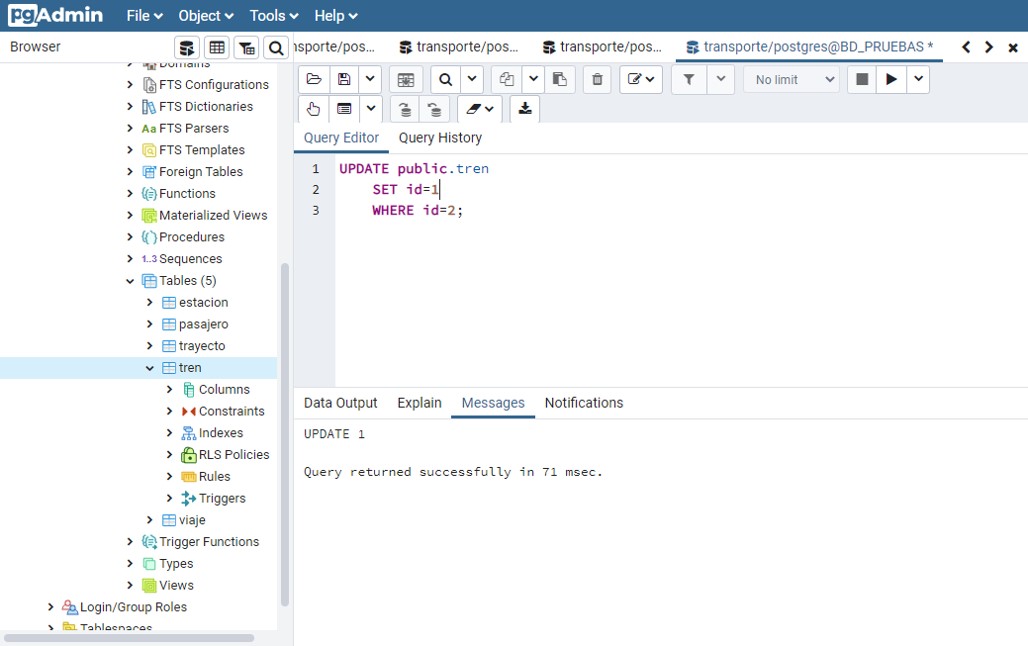 pgAdmin File Object Tools Help
Browser
nsporte/pos...
transporte/pos...
transporte/pos...
transporte/postgres@BD_PRUEBAS *
No limit
Query Editor Query History
1 UPDATE public.tren
2 SET id=1
3 WHERE id=2;
Domains
FTS Configurations
FTS Dictionaries
Aa FTS Parsers
FTS Templates
Foreign Tables
Functions
Materialized Views
Procedures
1..3 Sequences
Tables (5)
estacion
pasajero
trayecto
tren
Columns
Constraints
Indexes
RLS Policies
Rules
Triggers
viaje
Trigger Functions
Types
Views
Login/Group Roles
Tablespaces
Data Output Explain Messages Notifications
UPDATE 1
Query returned successfully in 71 msec.